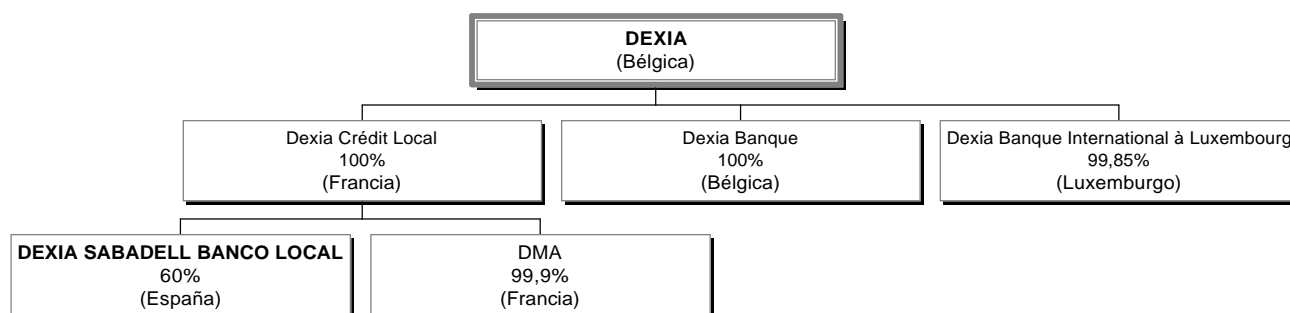 DEXIA
(Bélgica)
Dexia Crédit Local
100%
(Francia)
Dexia Banque
100%
(Bélgica)
Dexia Banque International à Luxembourg
99,85%
(Luxemburgo)
DEXIA SABADELL BANCO LOCAL
60%
(España)
DMA
99,9%
(Francia)